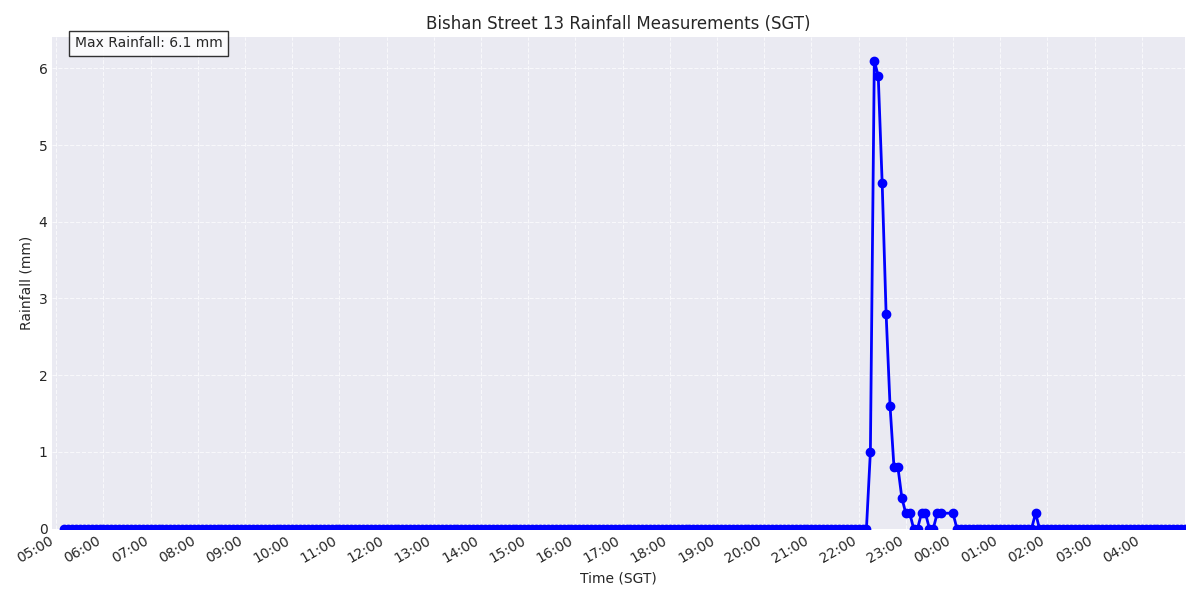 Bishan Street 13 Rainfall Measurements (SGT)
Max Rainfall: 6.1 mm
Rainfall (mm)
6
5
4
3
2
1
0
05:00 06:00 07:00 08:00 09:00 10:00 11:00 12:00 13:00 14:00 15:00 16:00 17:00 18:00 19:00 20:00 21:00 22:00 23:00 00:00 01:00 02:00 03:00 04:00
Time (SGT)